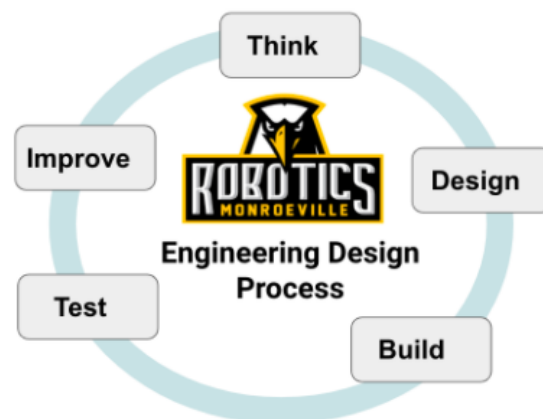 Think
Improve
Design
ROBOTICS
MONROEVILLE
Engineering Design
Process
Test
Build